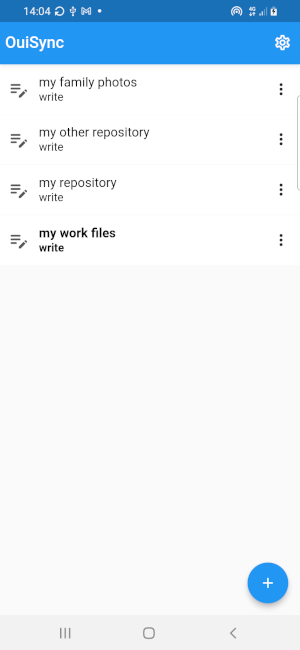 14:04
OuiSync
my family photos
write
my other repository
write
my repository
write
my work files
write